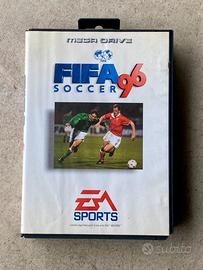 MEGA DRIVE
FIFA
SOCCER 96
EA
SPORTS
subito